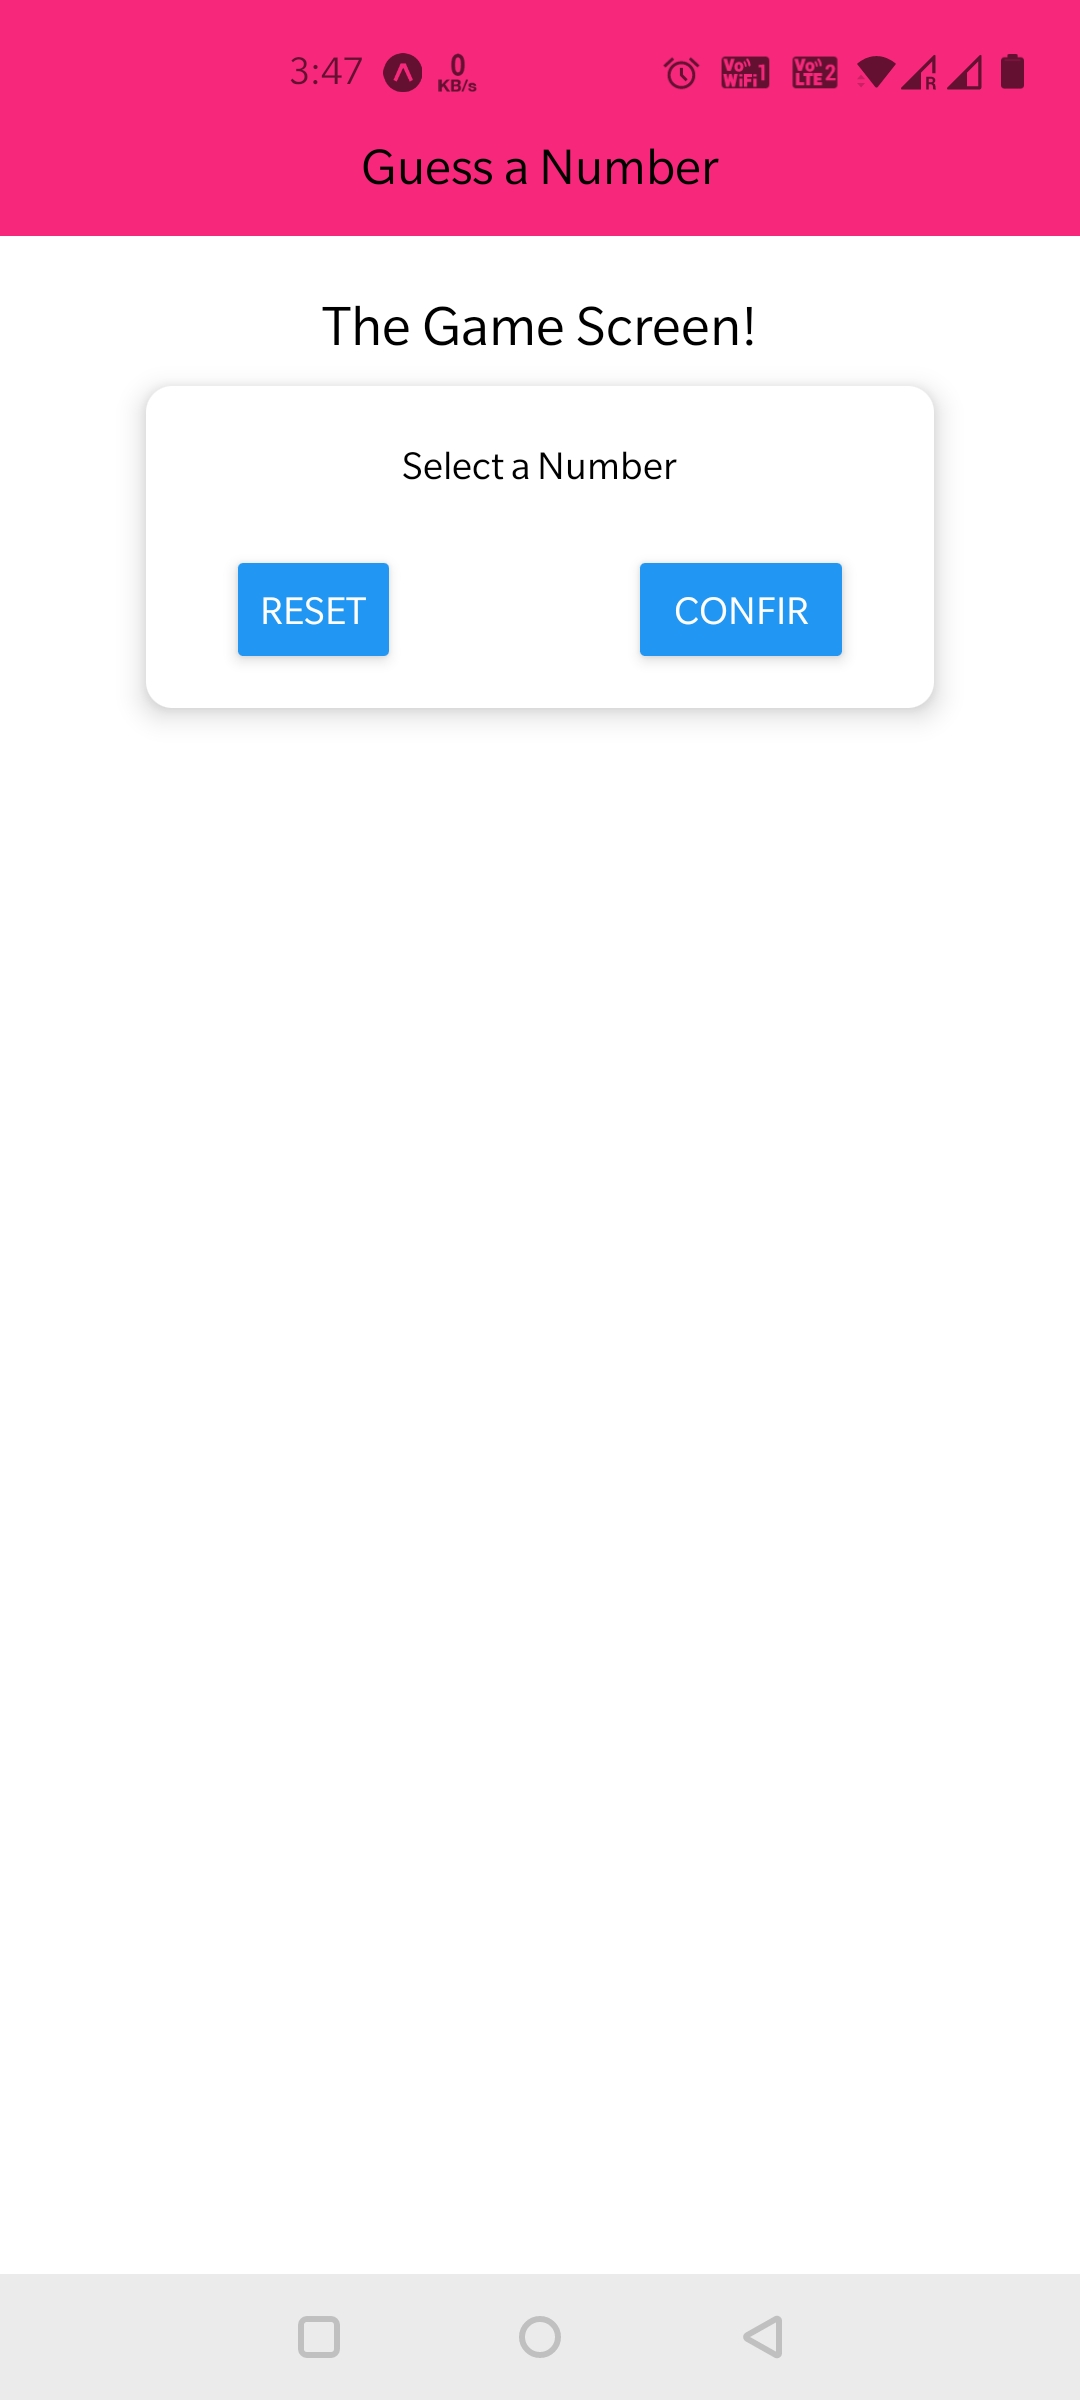 3:47 0 KB/s Vo WiFi 1 Vo LTE 2 R
Guess a Number
The Game Screen!
Select a Number
RESET CONFIR